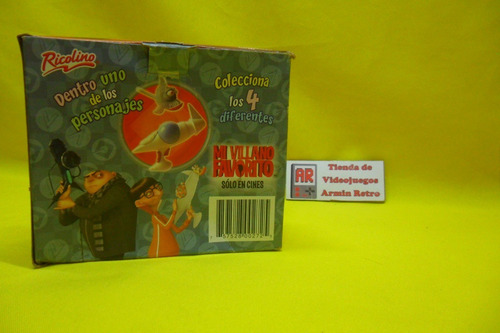 Ricolino
Dentro uno
de los
personajes
Colecciona
los 4
diferentes
MI VILLANO
FAVORITO
SÓLO EN CINES
AR
Tienda de
Videojuegos
Armin Retro